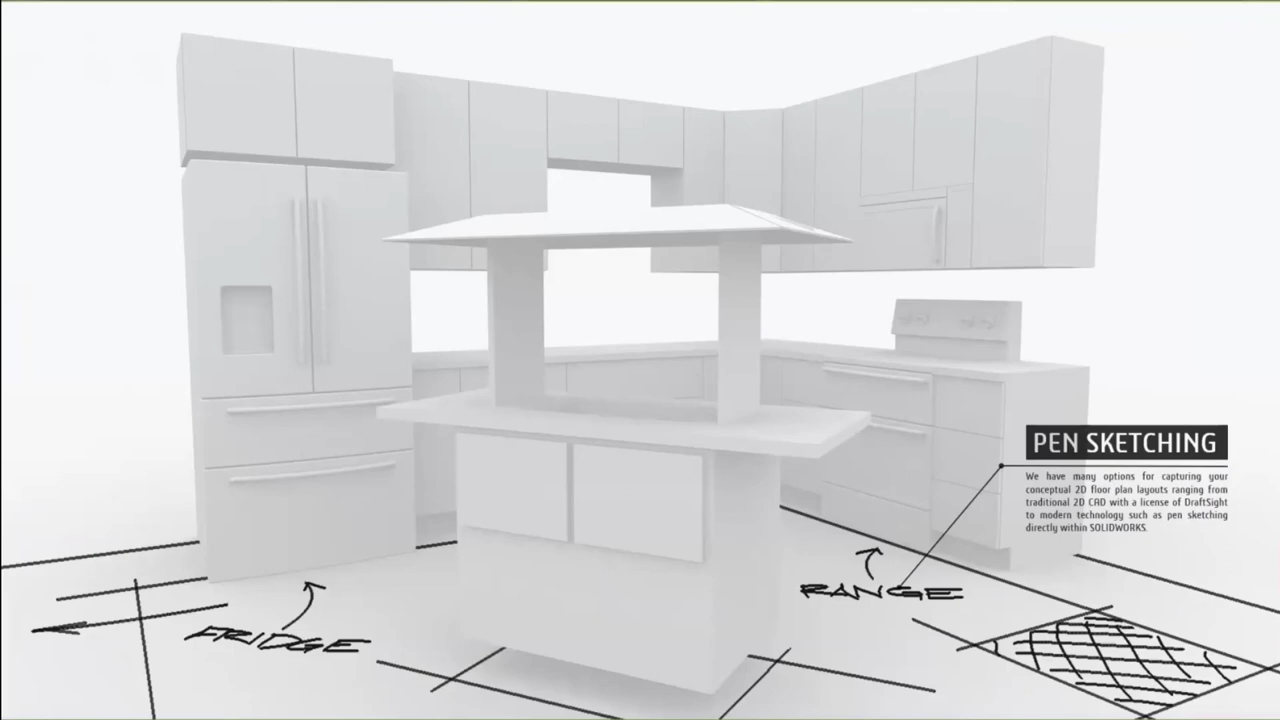 PEN SKETCHING
We have many options for capturing your
conceptual 2D floor plan layouts ranging from
traditional 2D CAD with a license of DraftSight
to modern technology such as pen sketching
directly within SOLIDWORKS.
RANGE
FRIDGE